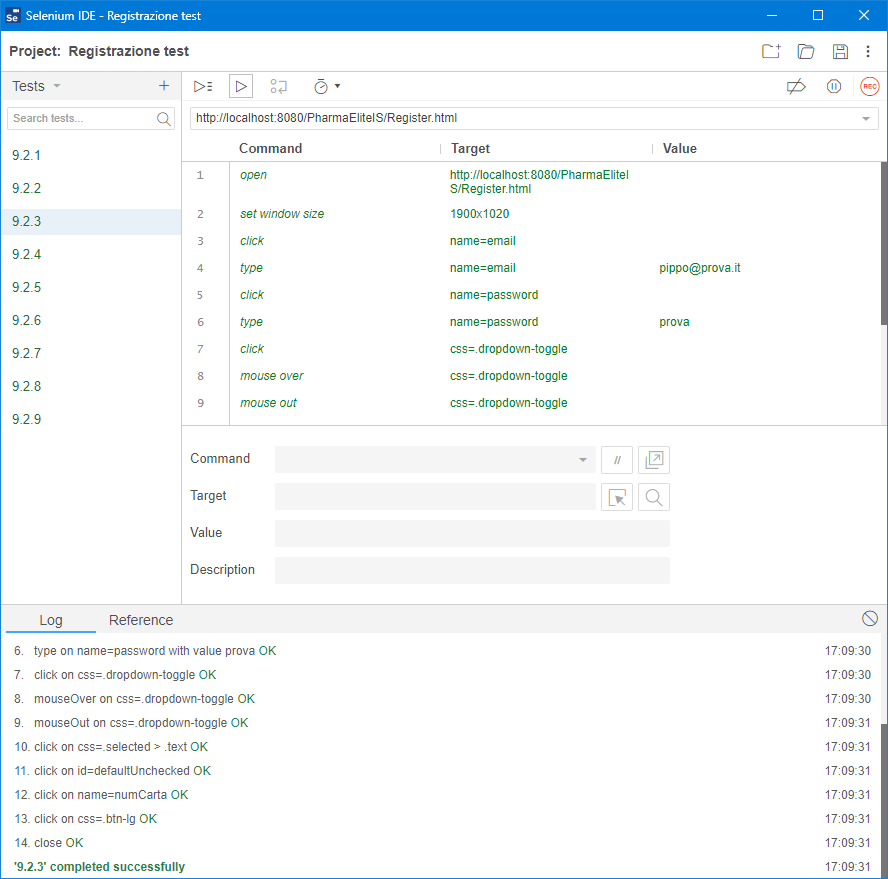 Se Selenium IDE - Registrazione test
Project: Registrazione test
Tests
Search tests...
9.2.1
9.2.2
9.2.3
9.2.4
9.2.5
9.2.6
9.2.7
9.2.8
9.2.9
REC
http://localhost:8080/PharmaEliteIS/Register.html
Command Target Value
1 open http://localhost:8080/PharmaEliteI
S/Register.html
2 set window size 1900x1020
3 click name=email
4 type name=email pippo@prova.it
5 click name=password
6 type name=password prova
7 click css=.dropdown-toggle
8 mouse over css=.dropdown-toggle
9 mouse out css=.dropdown-toggle
Command //
Target
Value
Description
Log Reference
6. type on name=password with value prova OK 17:09:30
7. click on css=.dropdown-toggle OK 17:09:30
8. mouseOver on css=.dropdown-toggle OK 17:09:30
9. mouseOut on css=.dropdown-toggle OK 17:09:31
10. click on css=.selected > .text OK 17:09:31
11. click on id=defaultUnchecked OK 17:09:31
12. click on name=numCarta OK 17:09:31
13. click on css=.btn-lg OK 17:09:31
14. close OK 17:09:31
'9.2.3' completed successfully 17:09:31